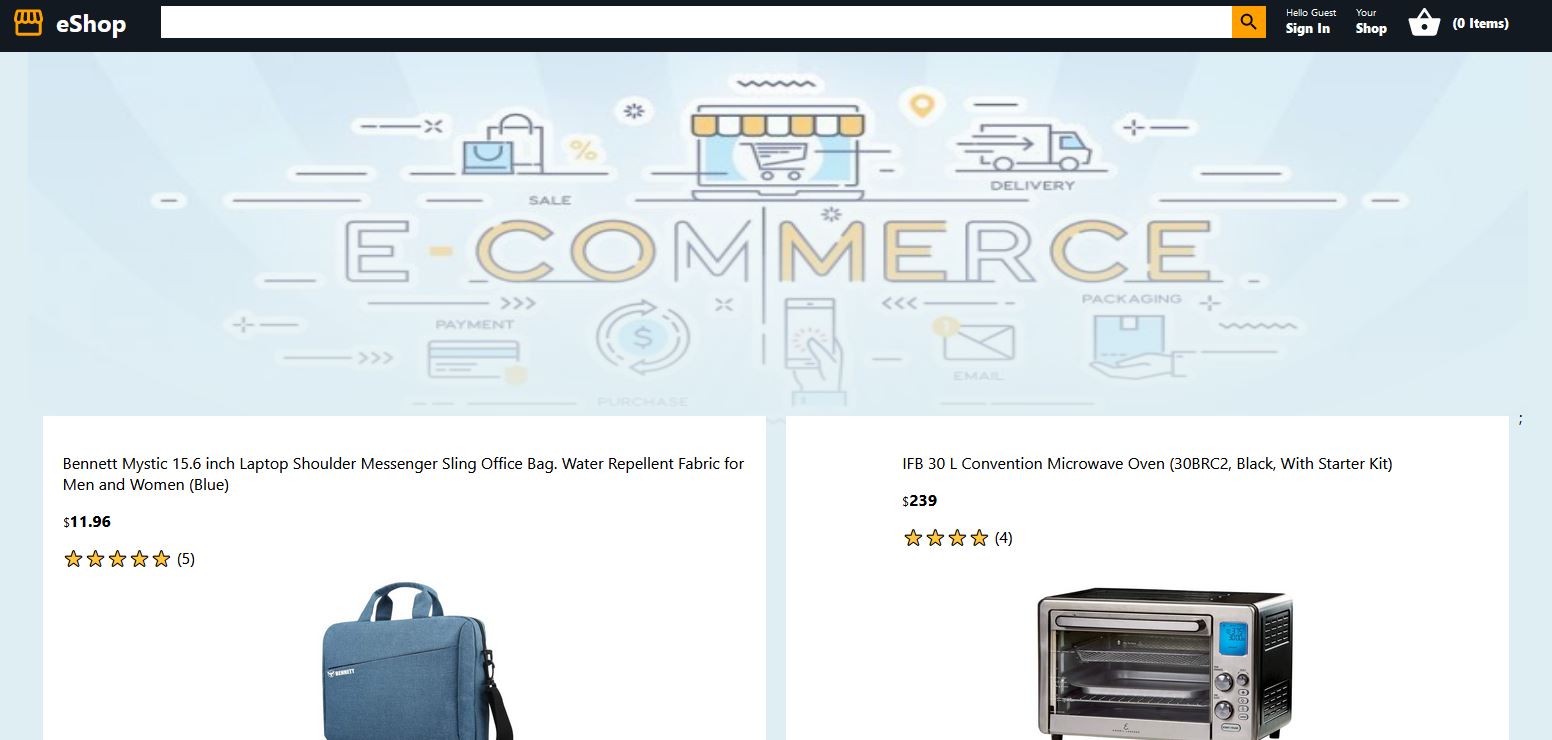 eShop
Hello Guest
Sign In
Your
Shop
(0 Items)
%
SALE
DELIVERY
E-COMMERCE
PACKAGING
PAYMENT
$
1
EMAIL
PURCHASE
;
Bennett Mystic 15.6 inch Laptop Shoulder Messenger Sling Office Bag. Water Repellent Fabric for
Men and Women (Blue)
$11.96
(5)
BENNETT
IFB 30 L Convention Microwave Oven (30BRC2, Black, With Starter Kit)
$239
(4)